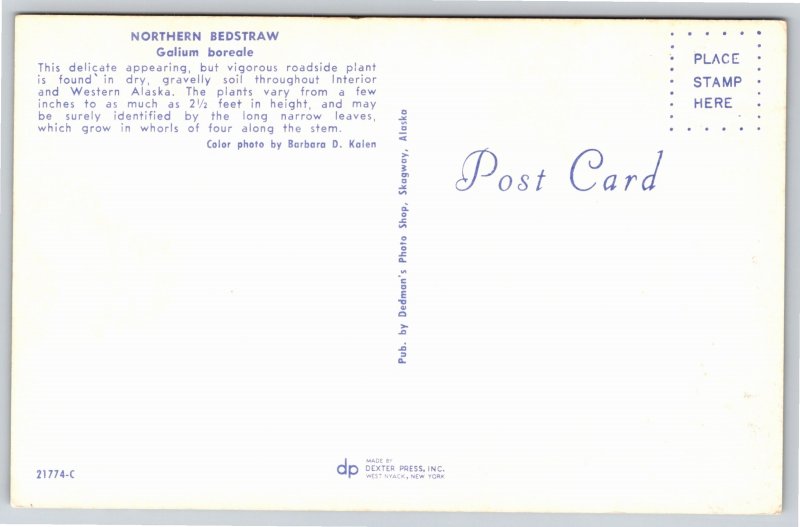 NORTHERN BEDSTRAW
Galium boreale
This delicate appearing, but vigorous roadside plant
is found in dry, gravelly soil throughout Interior
and Western Alaska. The plants vary from a few
inches to as much as 2½ feet in height, and may
be surely identified by the long narrow leaves,
which grow in whorls of four along the stem.
Color photo by Barbara D. Kalen
Pub. by Dedman's Photo Shop, Skagway, Alaska
PLACE
STAMP
HERE
Post Card
21774-C
dp
MADE BY
DEXTER PRESS, INC.
WEST NYACK, NEW YORK